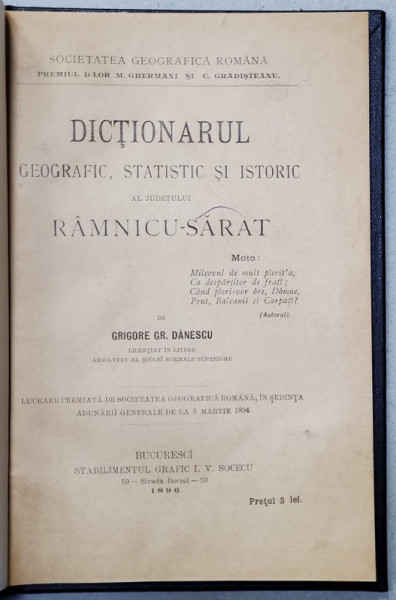 SOCIETATEA GEOGRAFICĂ ROMÂNĂ
PREMIUL D-LOR M. GHERMANI ȘI C. GRĂDIȘTEANU.
DICȚIONARUL
GEOGRAFIC, STATISTIC ȘI ISTORIC
AL JUDEȚULUI
RÂMNICU-SĂRAT
Moto:
Milcovul de mult pierit'a,
Ca despărțitor de frați;
Când pieri-vor óre, Dómne,
Prut, Balcanii și Carpați?
(Autorul).
DE
GRIGORE GR. DĂNESCU
LICENȚIAT ÎN LITERE
ABSOLVENT AL ȘCÓLEĬ NORMALE SUPERIÓRE
LUCRARE PREMIATĂ DE SOCIETATEA GEOGRAFICĂ ROMÂNĂ, ÎN ȘEDINȚA
ADUNĂRII GENERALE DE LA 5 MARTIE 1894
BUCURESCĬ
STABILIMENTUL GRAFIC I. V. SOCECU
59 — Strada Berzei — 59
1896
Prețul 3 lei.